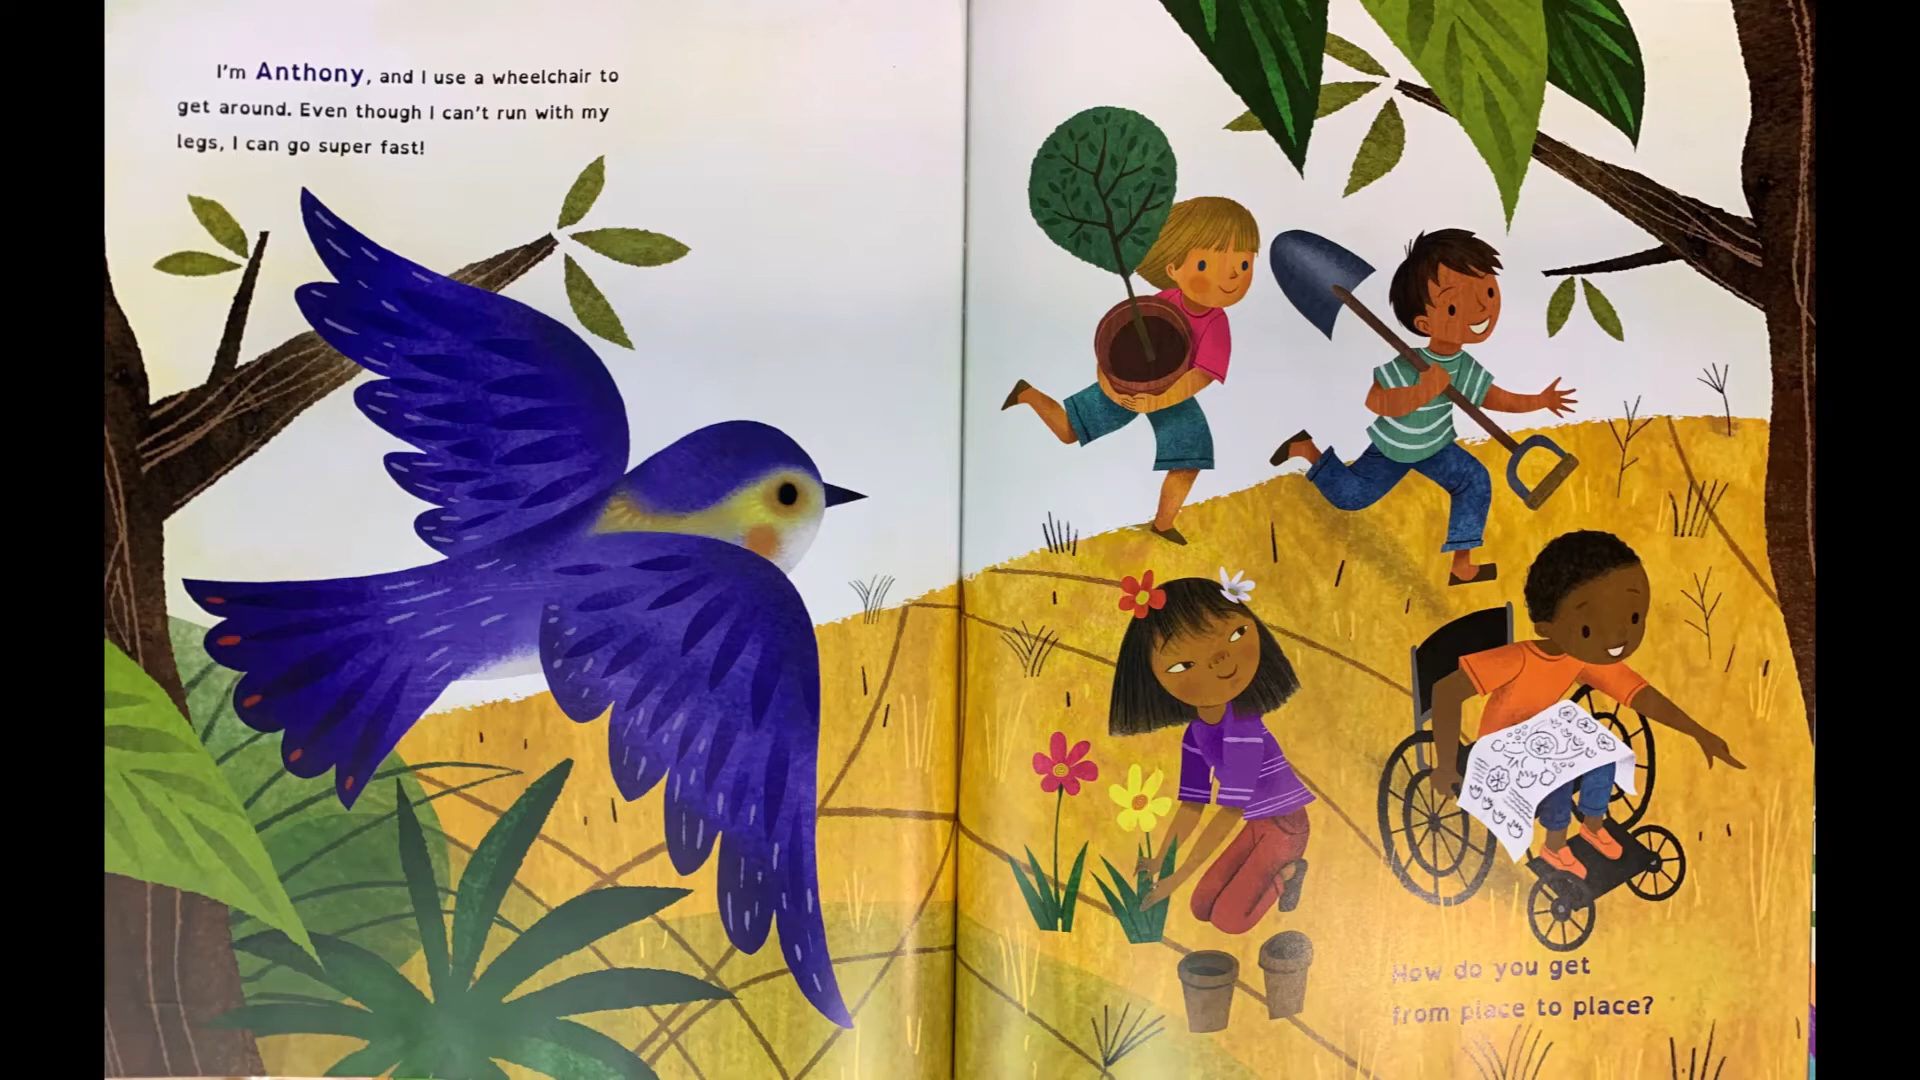 I'm Anthony, and I use a wheelchair to
get around. Even though I can't run with my
legs, I can go super fast!
How do you get
from place to place?